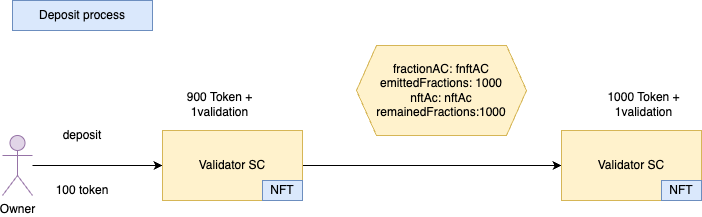 Deposit process
fractionAC: fnftAC
emittedFractions: 1000
nftAc: nftAc
remainedFractions:1000
900 Token +
1validation
1000 Token +
1validation
deposit
Validator SC
Validator SC
100 token
NFT
NFT
Owner